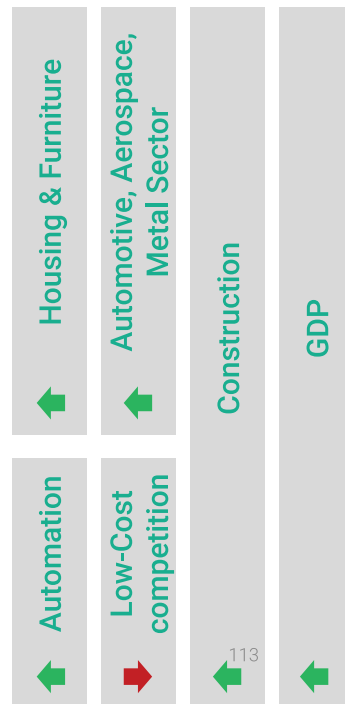 Housing & Furniture
Automotive, Aerospace,
Metal Sector
Construction
GDP
Automation
Low-Cost
competition
113